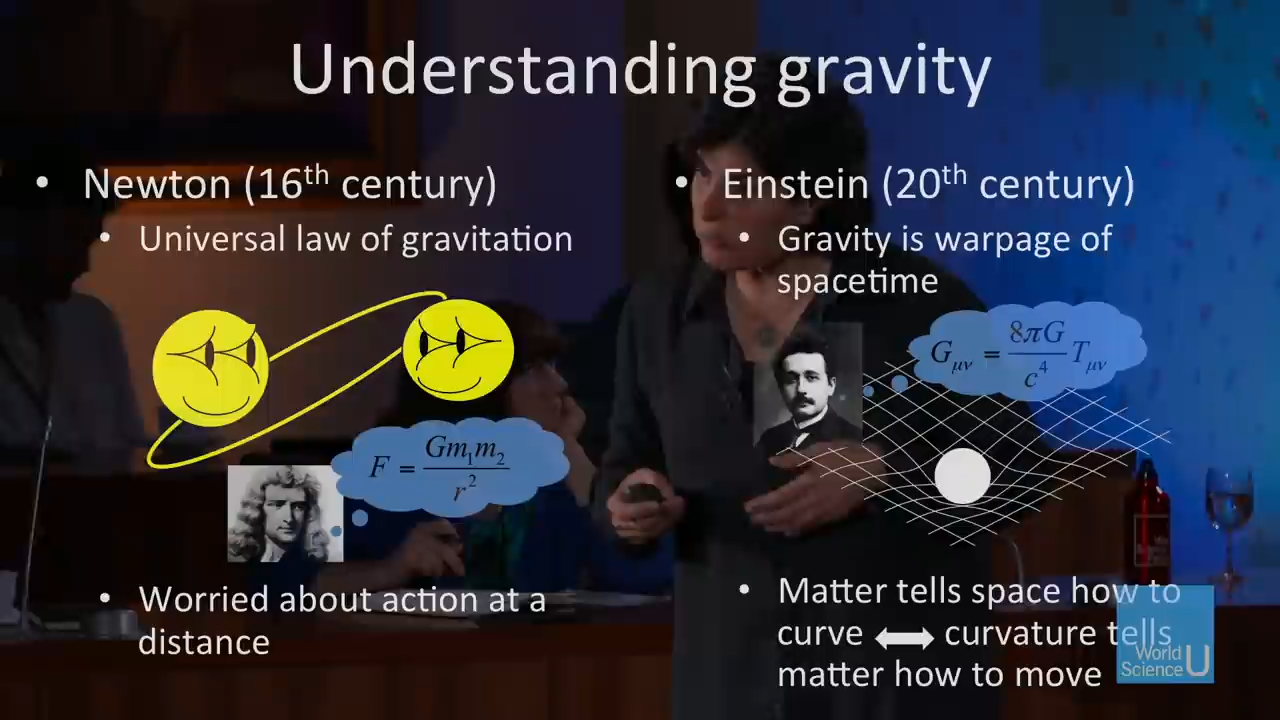 Understanding gravity
• Newton (16th century)
• Universal law of gravitation
F = Gm₁m₂ / r²
• Worried about action at a
distance
• Einstein (20th century)
• Gravity is warpage of
spacetime
Gμν = 8πG / c⁴ Tμν
• Matter tells space how to
curve ⟷ curvature tells
matter how to move
World
Science U